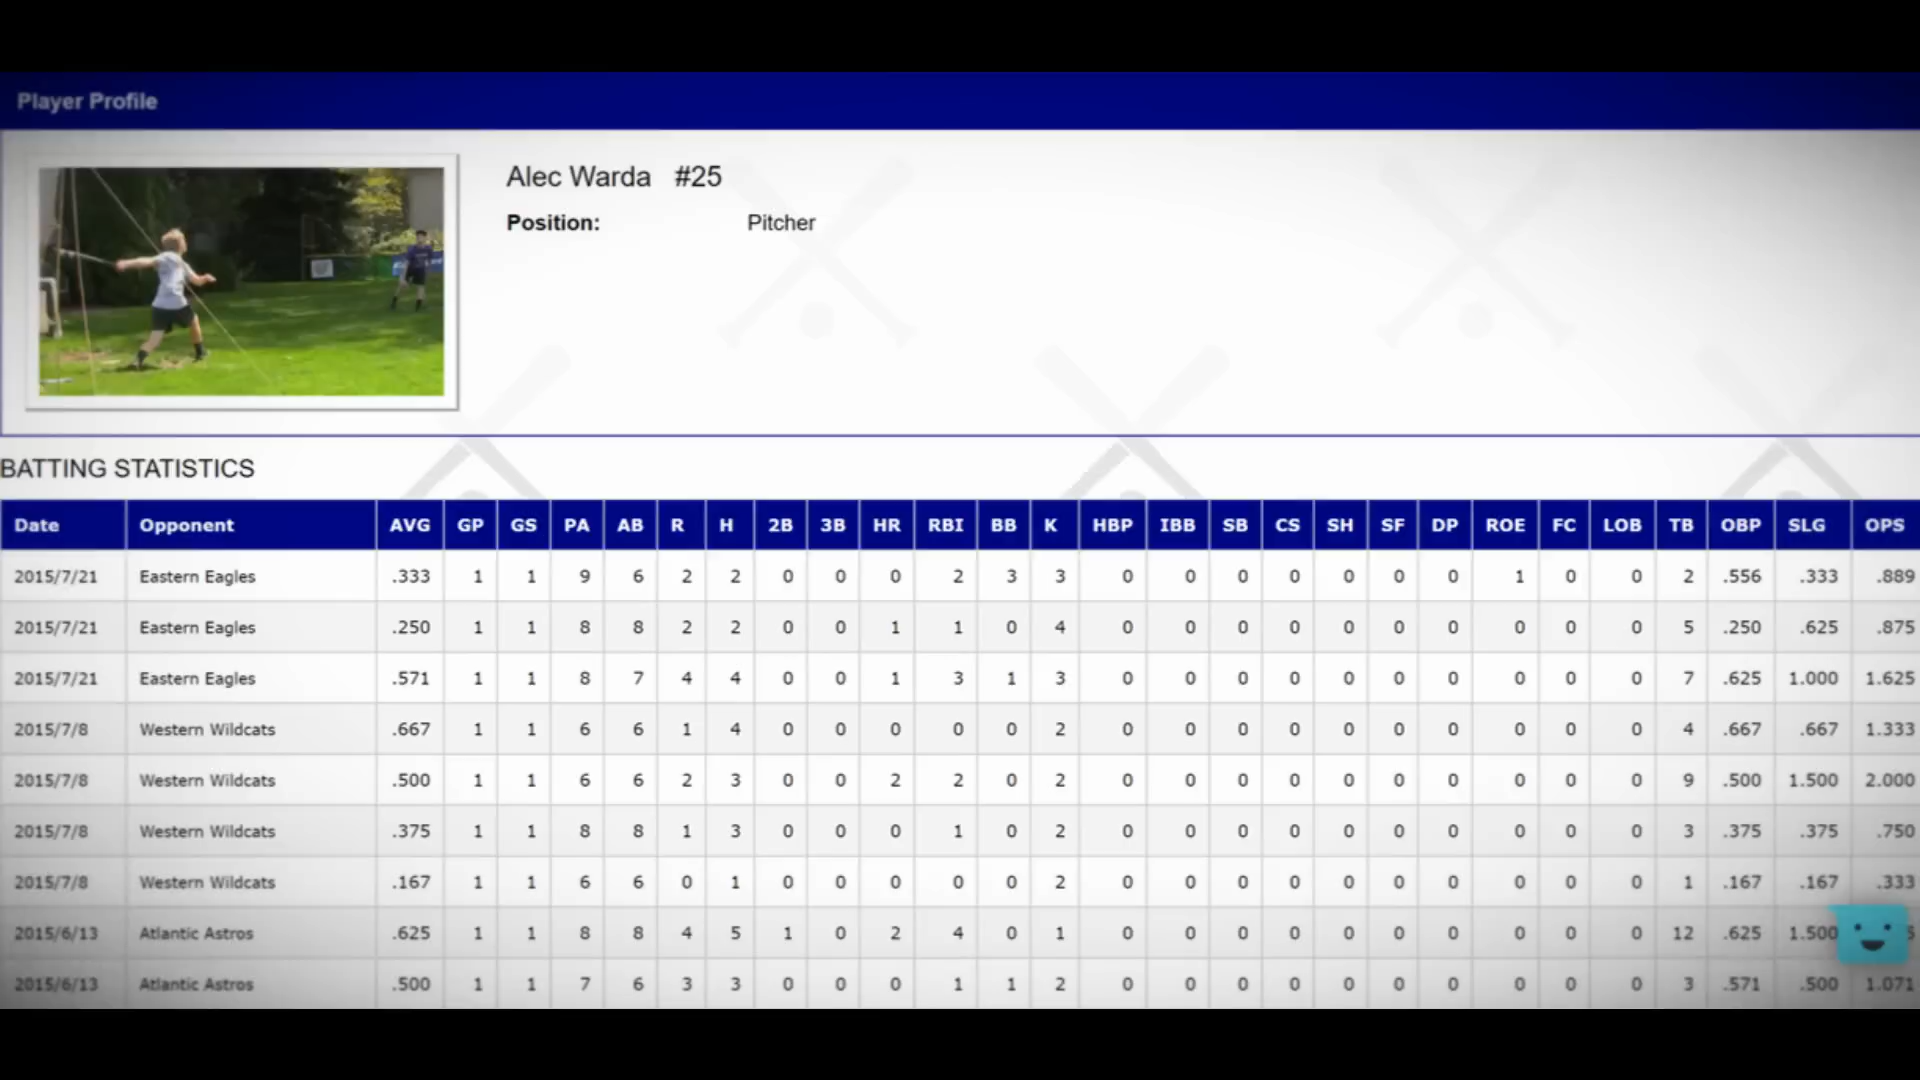 Player Profile
Alec Warda #25
Position: Pitcher
BATTING STATISTICS
Date Opponent AVG GP GS PA AB R H 2B 3B HR RBI BB K HBP IBB SB CS SH SF DP ROE FC LOB TB OBP SLG OPS
2015/7/21 Eastern Eagles .333 1 1 9 6 2 2 0 0 0 2 3 3 0 0 0 0 0 0 0 1 0 0 2 .556 .333 .889
2015/7/21 Eastern Eagles .250 1 1 8 8 2 2 0 0 1 1 0 4 0 0 0 0 0 0 0 0 0 0 5 .250 .625 .875
2015/7/21 Eastern Eagles .571 1 1 8 7 4 4 0 0 1 3 1 3 0 0 0 0 0 0 0 0 0 0 7 .625 1.000 1.625
2015/7/8 Western Wildcats .667 1 1 6 6 1 4 0 0 0 0 0 2 0 0 0 0 0 0 0 0 0 0 4 .667 .667 1.333
2015/7/8 Western Wildcats .500 1 1 6 6 2 3 0 0 2 2 0 2 0 0 0 0 0 0 0 0 0 0 9 .500 1.500 2.000
2015/7/8 Western Wildcats .375 1 1 8 8 1 3 0 0 0 1 0 2 0 0 0 0 0 0 0 0 0 0 3 .375 .375 .750
2015/7/8 Western Wildcats .167 1 1 6 6 0 1 0 0 0 0 0 2 0 0 0 0 0 0 0 0 0 0 1 .167 .167 .333
2015/6/13 Atlantic Astros .625 1 1 8 8 4 5 1 0 2 4 0 1 0 0 0 0 0 0 0 0 0 0 12 .625 1.500
2015/6/13 Atlantic Astros .500 1 1 7 6 3 3 0 0 0 1 1 2 0 0 0 0 0 0 0 0 0 0 3 .571 .500 1.071